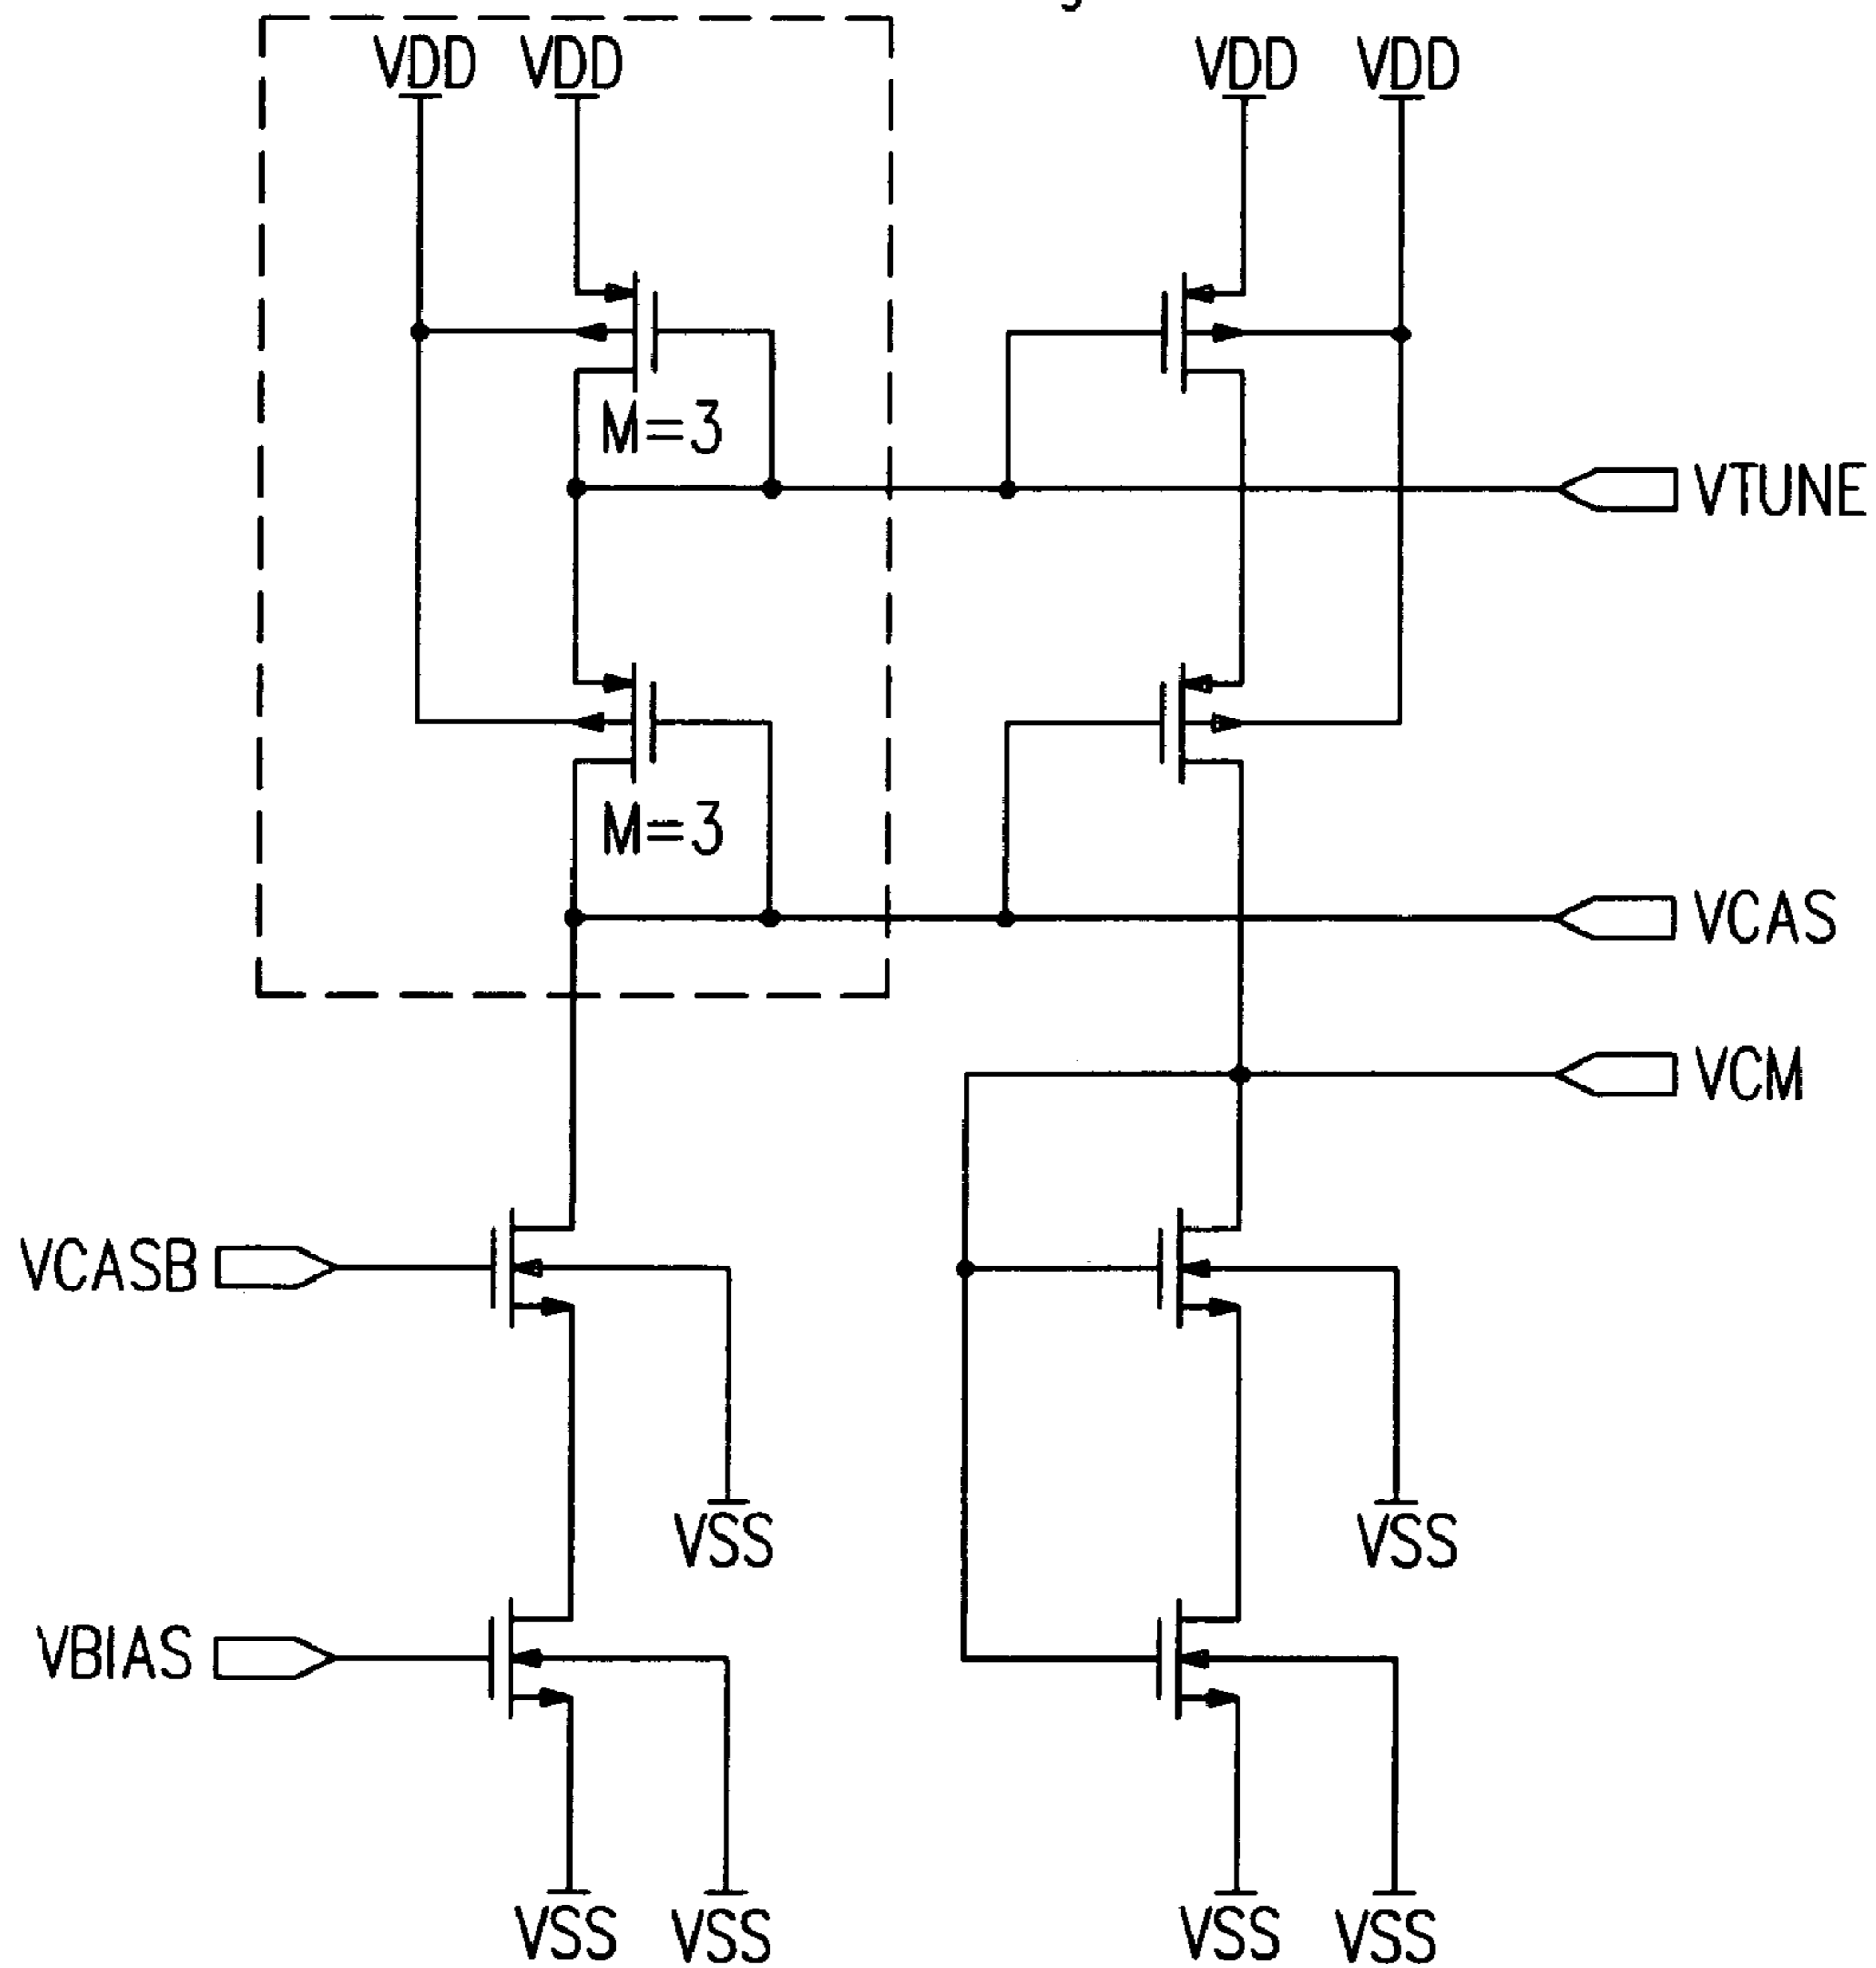 VDD VDD VDD VDD
M=3
VTUNE
M=3
VCAS
VCM
VCASB
VSS VSS
VBIAS
VSS VSS VSS VSS